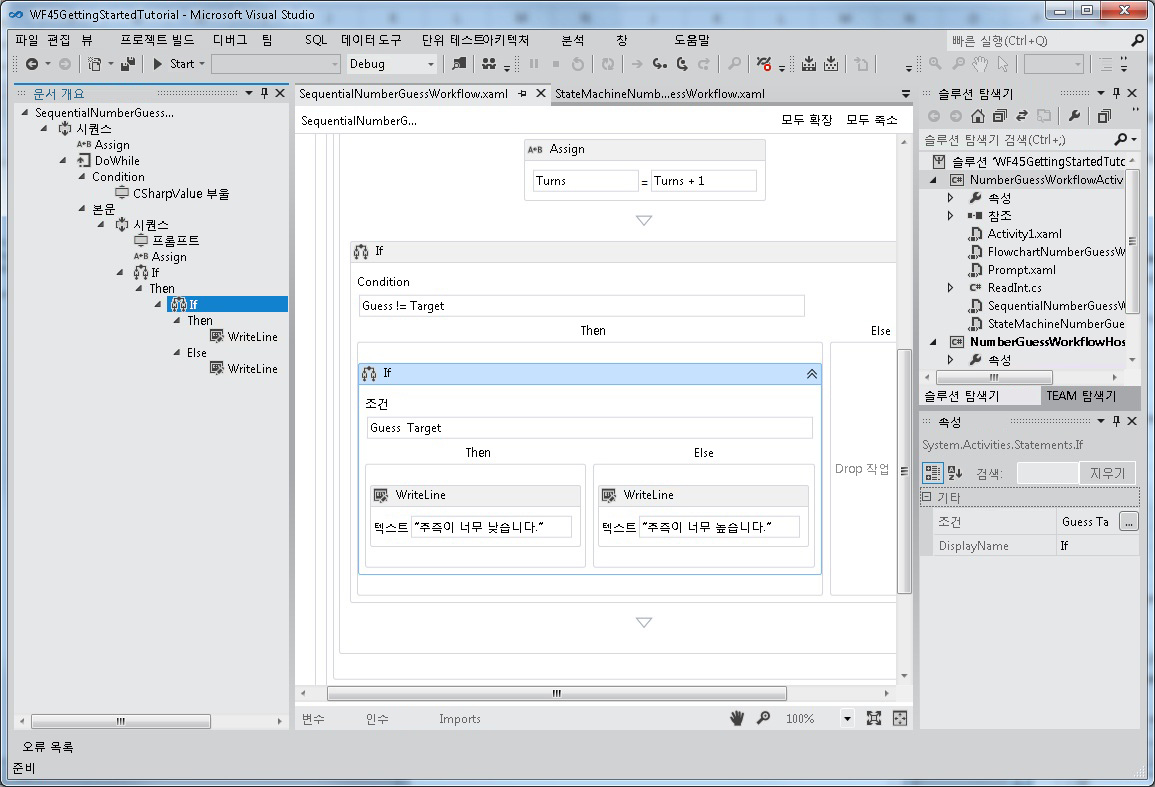 WF45GettingStartedTutorial - Microsoft Visual Studio
파일 편집 뷰 프로젝트 빌드 디버그 팀 SQL 데이터 도구 단위 테스트아키텍처 분석 창 도움말
빠른 실행(Ctrl+Q)
Start
Debug
문서 개요
SequentialNumberGuess...
시퀀스
A+B Assign
DoWhile
Condition
CSharpValue 부울
본문
시퀀스
프롬프트
A+B Assign
If
Then
If
Then
WriteLine
Else
WriteLine
SequentialNumberGuessWorkflow.xaml
StateMachineNumb...essWorkflow.xaml
SequentialNumberG...
모두 확장 모두 축소
A+B Assign
Turns = Turns + 1
If
Condition
Guess != Target
Then Else
If
조건
Guess Target
Then Else
WriteLine
텍스트 "추측이 너무 낮습니다."
WriteLine
텍스트 "추측이 너무 높습니다."
Drop 작업
변수 인수 Imports
100%
솔루션 탐색기
솔루션 탐색기 검색(Ctrl+;)
솔루션 'WF45GettingStartedTutc
C# NumberGuessWorkflowActiv
속성
참조
Activity1.xaml
FlowchartNumberGuessW
Prompt.xaml
C# ReadInt.cs
SequentialNumberGuessW
StateMachineNumberGue
C# NumberGuessWorkflowHos
속성
솔루션 탐색기 TEAM 탐색기
속성
System.Activities.Statements.If
검색: 지우기
기타
조건 Guess Ta ...
DisplayName If
오류 목록
준비